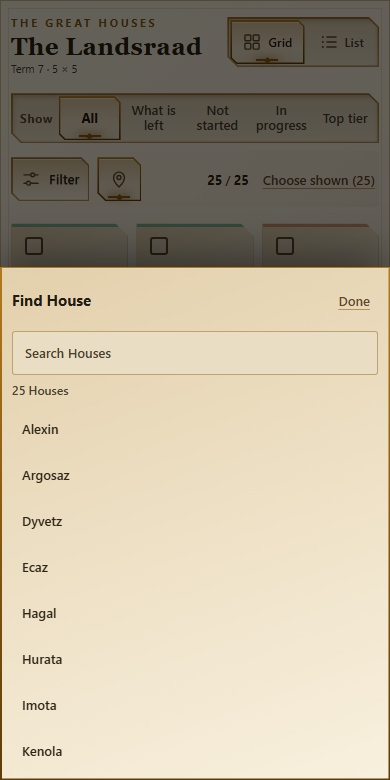 THE GREAT HOUSES
The Landsraad
Term 7 · 5 × 5
Grid
List
Show
All
What is left
Not started
In progress
Top tier
Filter
25 / 25
Choose shown (25)
Find House
Done
Search Houses
25 Houses
Alexin
Argosaz
Dyvetz
Ecaz
Hagal
Hurata
Imota
Kenola